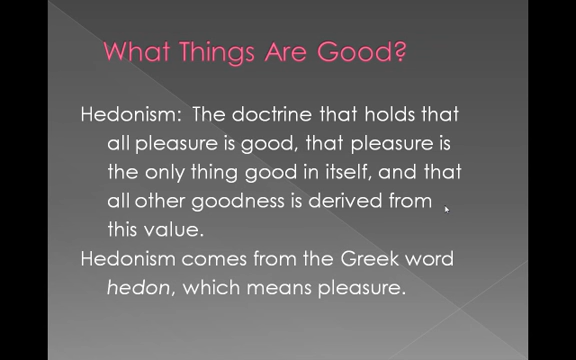 What Things Are Good?
Hedonism: The doctrine that holds that
all pleasure is good, that pleasure is
the only thing good in itself, and that
all other goodness is derived from
this value.
Hedonism comes from the Greek word
hedon, which means pleasure.